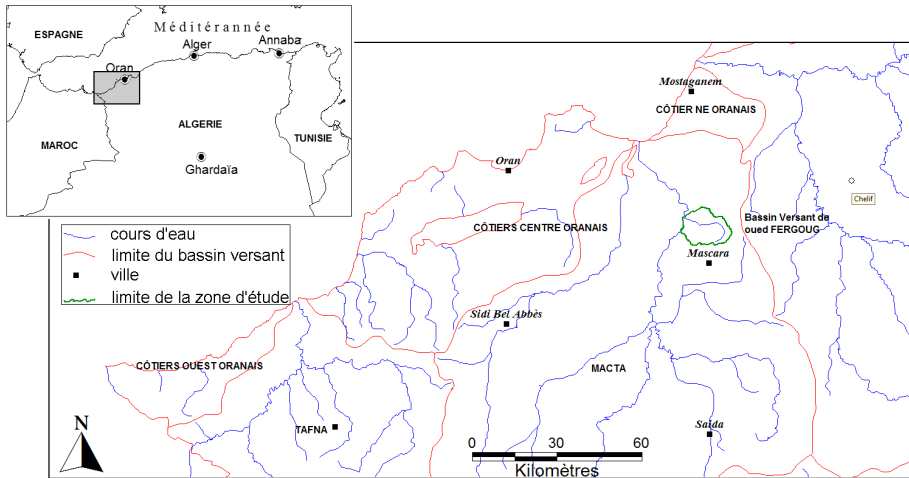 Méditérannée
ESPAGNE
Alger
Annaba
Oran
ALGERIE
MAROC
TUNISIE
Ghardaïa
cours d'eau
limite du bassin versant
ville
limite de la zone d'étude
Mostaganem
CÔTIER NE ORANAIS
Oran
Chelif
CÔTIERS CENTRE ORANAIS
Bassin Versant de
oued FERGOUG
Mascara
Sidi Bel Abbès
CÔTIERS OUEST ORANAIS
MACTA
TAFNA
Saïda
N
0 30 60
Kilomètres